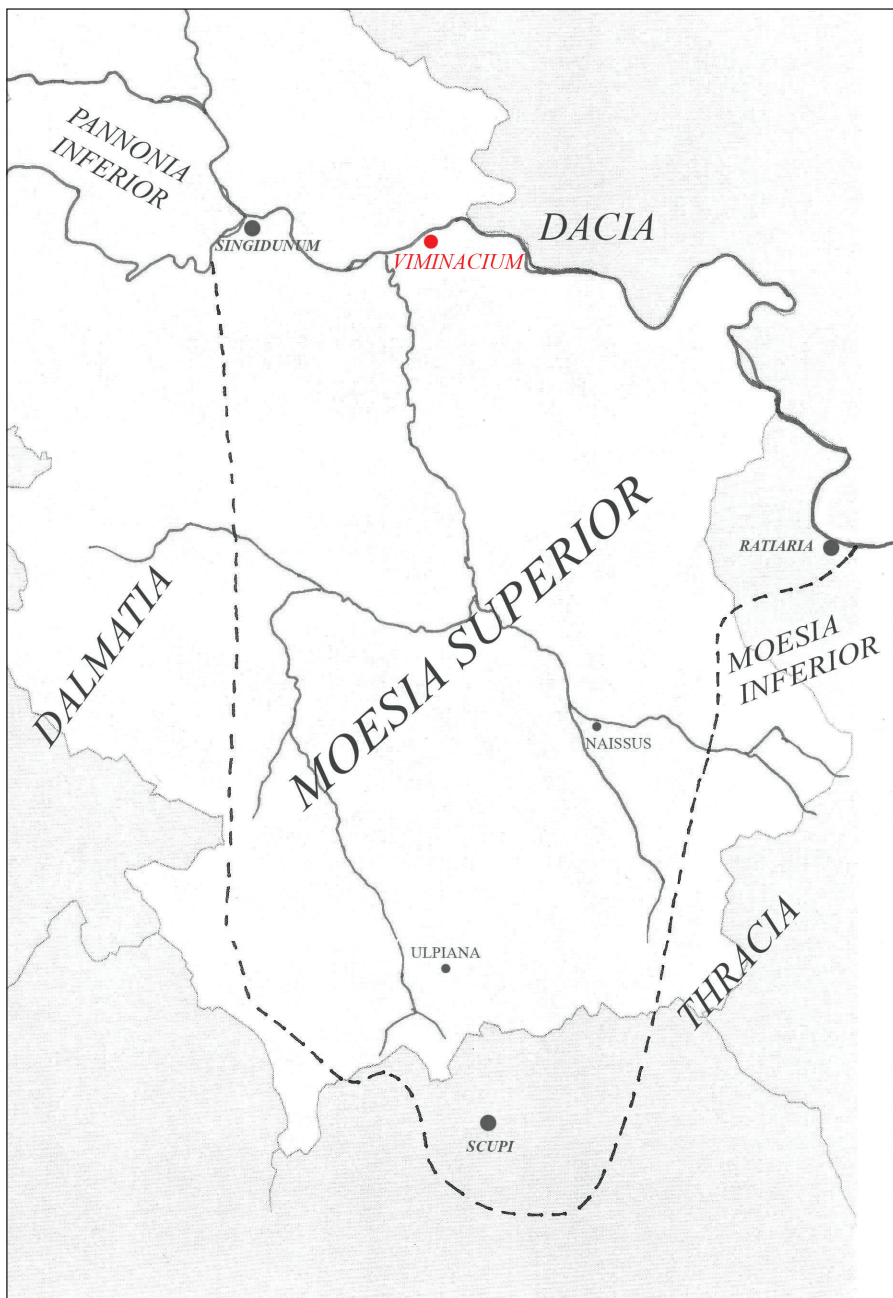 PANNONIA
INFERIOR
SINGIDUNUM
VIMINACIUM
DACIA
MOESIA SUPERIOR
DALMATIA
RATIARIA
MOESIA
INFERIOR
NAISSUS
THRACIA
ULPIANA
SCUPI